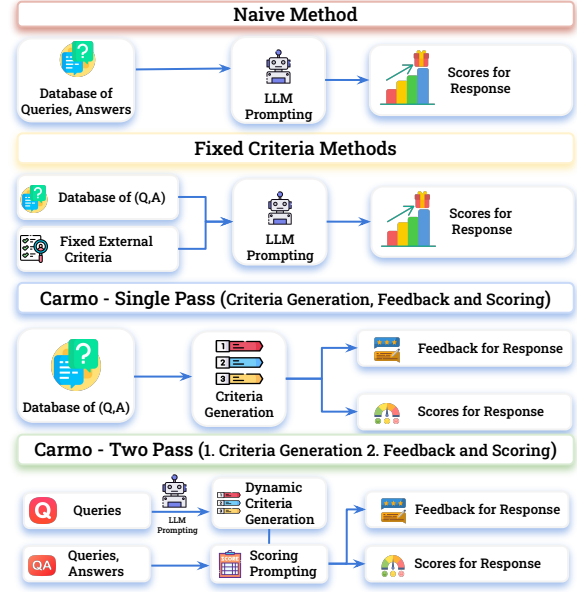 Naive Method
Database of
Queries, Answers
LLM
Prompting
Scores for
Response
Fixed Criteria Methods
Database of (Q,A)
Fixed External
Criteria
LLM
Prompting
Scores for
Response
Carmo - Single Pass (Criteria Generation, Feedback and Scoring)
Database of (Q,A)
1
2
3
Criteria
Generation
Feedback for Response
Scores for Response
Carmo - Two Pass (1. Criteria Generation 2. Feedback and Scoring)
Q
Queries
LLM
Prompting
Dynamic
Criteria
Generation
Feedback for Response
QA
Queries,
Answers
SCORE
Scoring
Prompting
Scores for Response